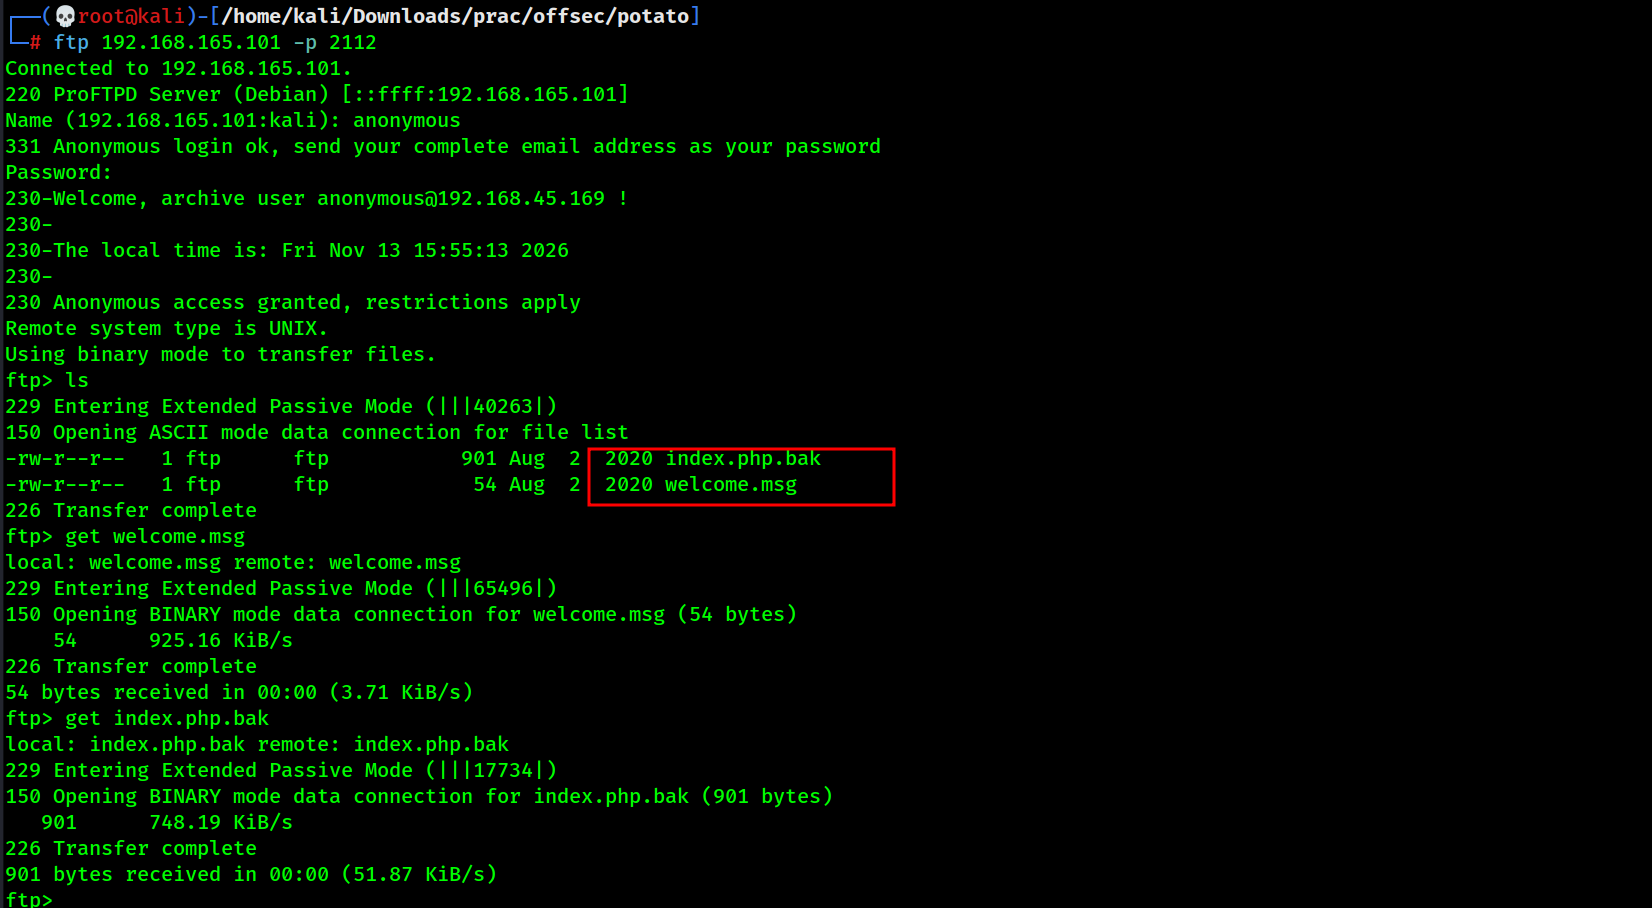 ┌──(💀root@kali)-[/home/kali/Downloads/prac/offsec/potato]
└─# ftp 192.168.165.101 -p 2112
Connected to 192.168.165.101.
220 ProFTPD Server (Debian) [::ffff:192.168.165.101]
Name (192.168.165.101:kali): anonymous
331 Anonymous login ok, send your complete email address as your password
Password:
230-Welcome, archive user anonymous@192.168.45.169 !
230-
230-The local time is: Fri Nov 13 15:55:13 2026
230-
230 Anonymous access granted, restrictions apply
Remote system type is UNIX.
Using binary mode to transfer files.
ftp> ls
229 Entering Extended Passive Mode (|||40263|)
150 Opening ASCII mode data connection for file list
-rw-r--r--   1 ftp      ftp           901 Aug  2  2020 index.php.bak
-rw-r--r--   1 ftp      ftp            54 Aug  2  2020 welcome.msg
226 Transfer complete
ftp> get welcome.msg
local: welcome.msg remote: welcome.msg
229 Entering Extended Passive Mode (|||65496|)
150 Opening BINARY mode data connection for welcome.msg (54 bytes)
    54      925.16 KiB/s
226 Transfer complete
54 bytes received in 00:00 (3.71 KiB/s)
ftp> get index.php.bak
local: index.php.bak remote: index.php.bak
229 Entering Extended Passive Mode (|||17734|)
150 Opening BINARY mode data connection for index.php.bak (901 bytes)
   901      748.19 KiB/s
226 Transfer complete
901 bytes received in 00:00 (51.87 KiB/s)
ftp>